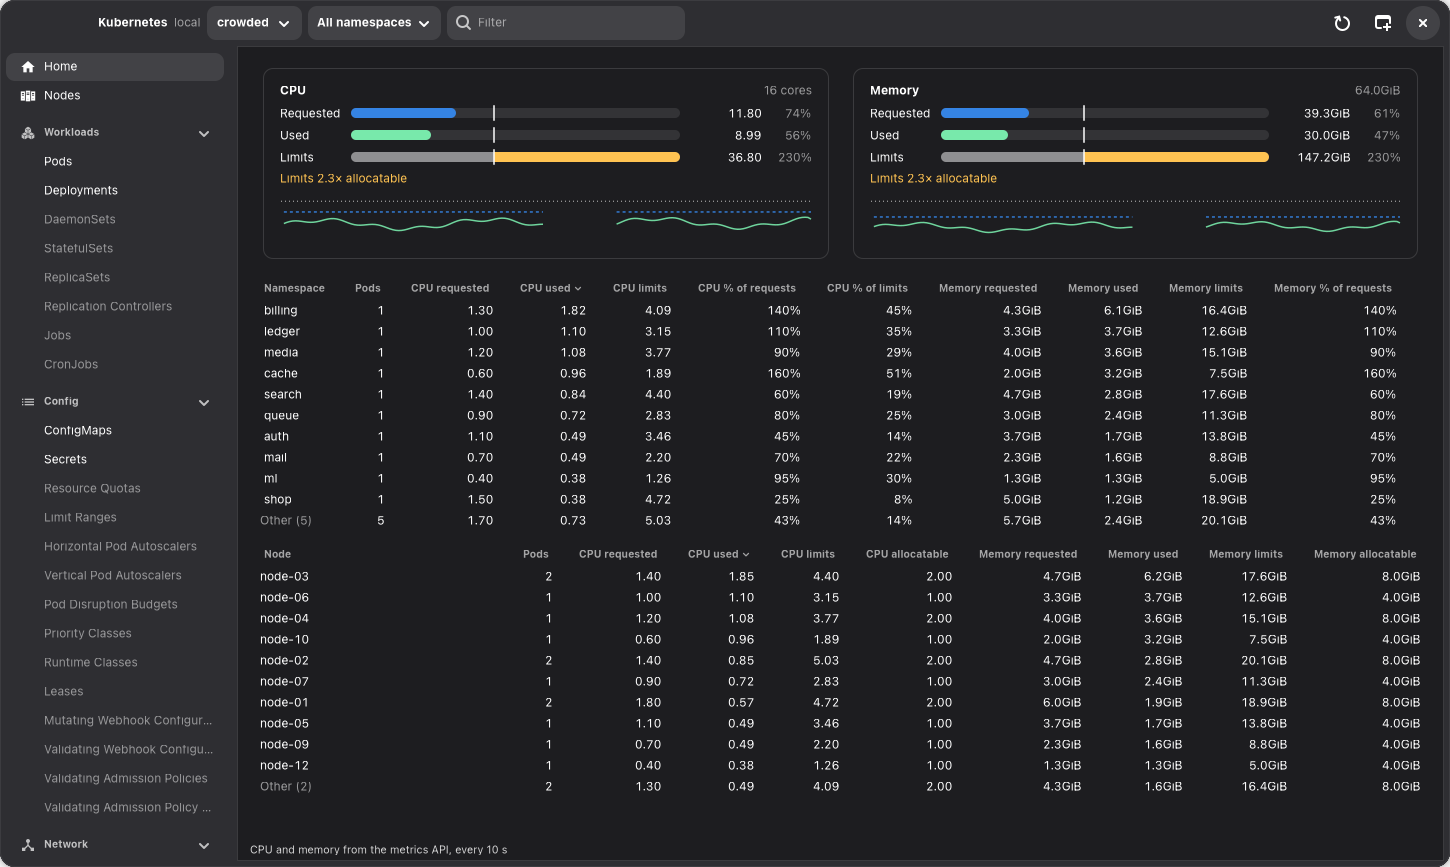 Kubernetes local crowded All namespaces Filter
Home
Nodes
Workloads
Pods
Deployments
DaemonSets
StatefulSets
ReplicaSets
Replication Controllers
Jobs
CronJobs
Config
ConfigMaps
Secrets
Resource Quotas
Limit Ranges
Horizontal Pod Autoscalers
Vertical Pod Autoscalers
Pod Disruption Budgets
Priority Classes
Runtime Classes
Leases
Mutating Webhook Configur...
Validating Webhook Configu...
Validating Admission Policies
Validating Admission Policy ...
Network
CPU 16 cores
Requested 11.80 74%
Used 8.99 56%
Limits 36.80 230%
Limits 2.3× allocatable
Memory 64.0GiB
Requested 39.3GiB 61%
Used 30.0GiB 47%
Limits 147.2GiB 230%
Limits 2.3× allocatable
Namespace Pods CPU requested CPU used CPU limits CPU % of requests CPU % of limits Memory requested Memory used Memory limits Memory % of requests
billing 1 1.30 1.82 4.09 140% 45% 4.3GiB 6.1GiB 16.4GiB 140%
ledger 1 1.00 1.10 3.15 110% 35% 3.3GiB 3.7GiB 12.6GiB 110%
media 1 1.20 1.08 3.77 90% 29% 4.0GiB 3.6GiB 15.1GiB 90%
cache 1 0.60 0.96 1.89 160% 51% 2.0GiB 3.2GiB 7.5GiB 160%
search 1 1.40 0.84 4.40 60% 19% 4.7GiB 2.8GiB 17.6GiB 60%
queue 1 0.90 0.72 2.83 80% 25% 3.0GiB 2.4GiB 11.3GiB 80%
auth 1 1.10 0.49 3.46 45% 14% 3.7GiB 1.7GiB 13.8GiB 45%
mail 1 0.70 0.49 2.20 70% 22% 2.3GiB 1.6GiB 8.8GiB 70%
ml 1 0.40 0.38 1.26 95% 30% 1.3GiB 1.3GiB 5.0GiB 95%
shop 1 1.50 0.38 4.72 25% 8% 5.0GiB 1.2GiB 18.9GiB 25%
Other (5) 5 1.70 0.73 5.03 43% 14% 5.7GiB 2.4GiB 20.1GiB 43%
Node Pods CPU requested CPU used CPU limits CPU allocatable Memory requested Memory used Memory limits Memory allocatable
node-03 2 1.40 1.85 4.40 2.00 4.7GiB 6.2GiB 17.6GiB 8.0GiB
node-06 1 1.00 1.10 3.15 1.00 3.3GiB 3.7GiB 12.6GiB 4.0GiB
node-04 1 1.20 1.08 3.77 2.00 4.0GiB 3.6GiB 15.1GiB 8.0GiB
node-10 1 0.60 0.96 1.89 1.00 2.0GiB 3.2GiB 7.5GiB 4.0GiB
node-02 2 1.40 0.85 5.03 2.00 4.7GiB 2.8GiB 20.1GiB 8.0GiB
node-07 1 0.90 0.72 2.83 1.00 3.0GiB 2.4GiB 11.3GiB 4.0GiB
node-01 2 1.80 0.57 4.72 2.00 6.0GiB 1.9GiB 18.9GiB 8.0GiB
node-05 1 1.10 0.49 3.46 1.00 3.7GiB 1.7GiB 13.8GiB 4.0GiB
node-09 1 0.70 0.49 2.20 1.00 2.3GiB 1.6GiB 8.8GiB 4.0GiB
node-12 1 0.40 0.38 1.26 1.00 1.3GiB 1.3GiB 5.0GiB 4.0GiB
Other (2) 2 1.30 0.49 4.09 2.00 4.3GiB 1.6GiB 16.4GiB 8.0GiB
CPU and memory from the metrics API, every 10 s